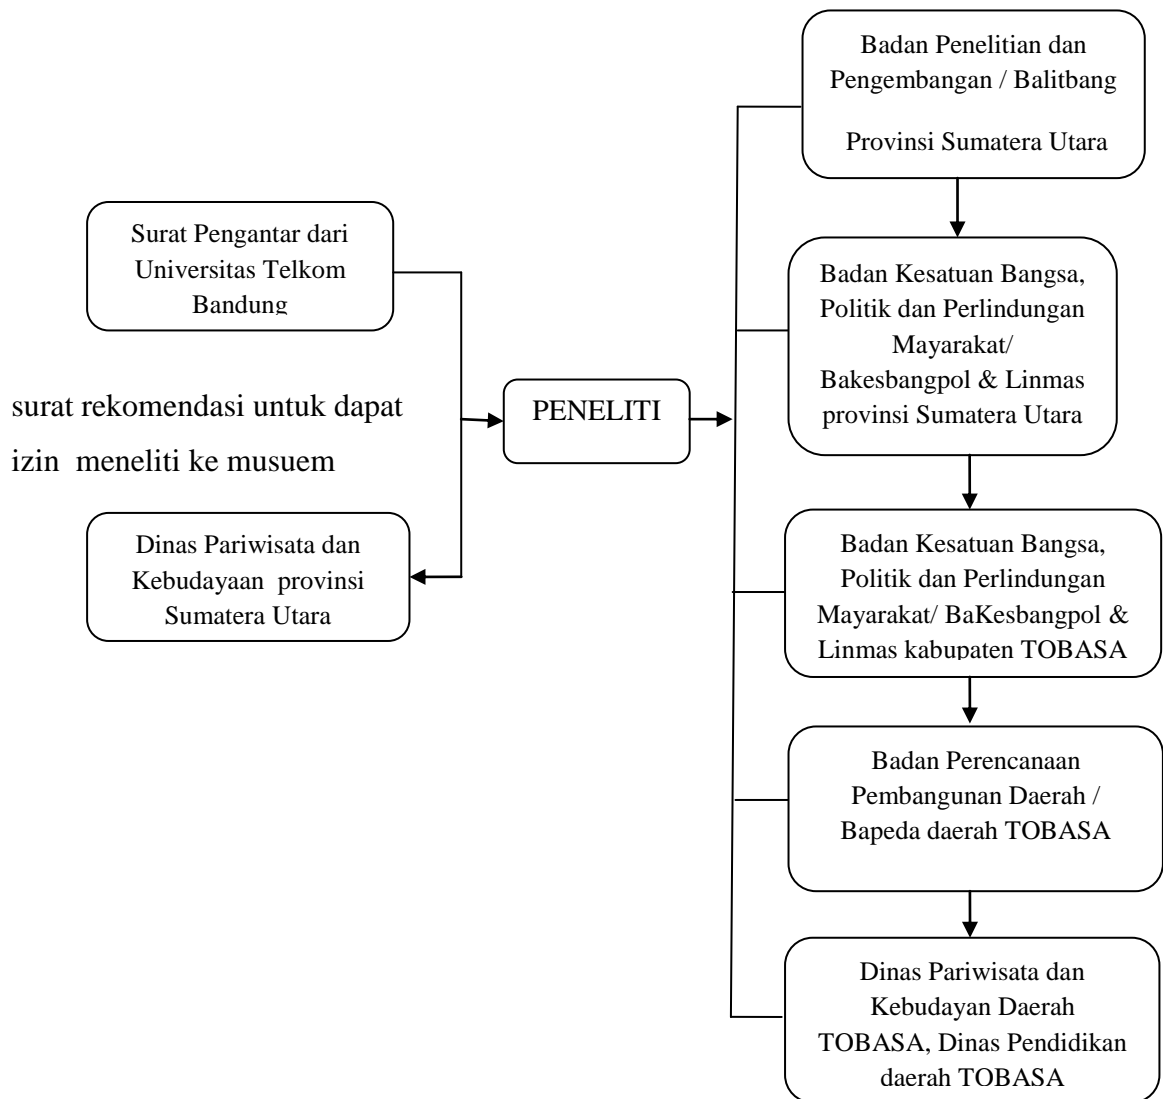 Surat Pengantar dari
Universitas Telkom
Bandung
surat rekomendasi untuk dapat
izin meneliti ke musuem
Dinas Pariwisata dan
Kebudayaan provinsi
Sumatera Utara
PENELITI
Badan Penelitian dan
Pengembangan / Balitbang
Provinsi Sumatera Utara
Badan Kesatuan Bangsa,
Politik dan Perlindungan
Mayarakat/
Bakesbangpol & Linmas
provinsi Sumatera Utara
Badan Kesatuan Bangsa,
Politik dan Perlindungan
Mayarakat/ BaKesbangpol &
Linmas kabupaten TOBASA
Badan Perencanaan
Pembangunan Daerah /
Bapeda daerah TOBASA
Dinas Pariwisata dan
Kebudayan Daerah
TOBASA, Dinas Pendidikan
daerah TOBASA